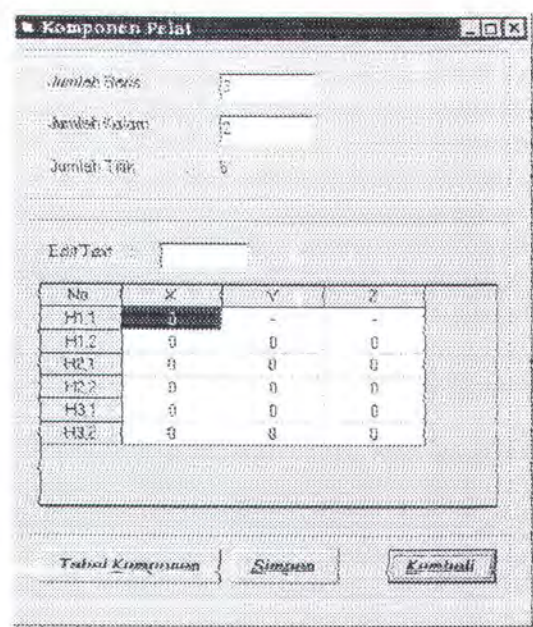 Komponen Pelat
Jumlah Baris 3
Jumlah Kolom 2
Jumlah Titik 6
Edit Text
No X Y Z
H1,1 0 - -
H1,2 0 0 0
H2,1 0 0 0
H2,2 0 0 0
H3,1 0 0 0
H3,2 0 0 0
Tabel Komponen Simpan Kembali